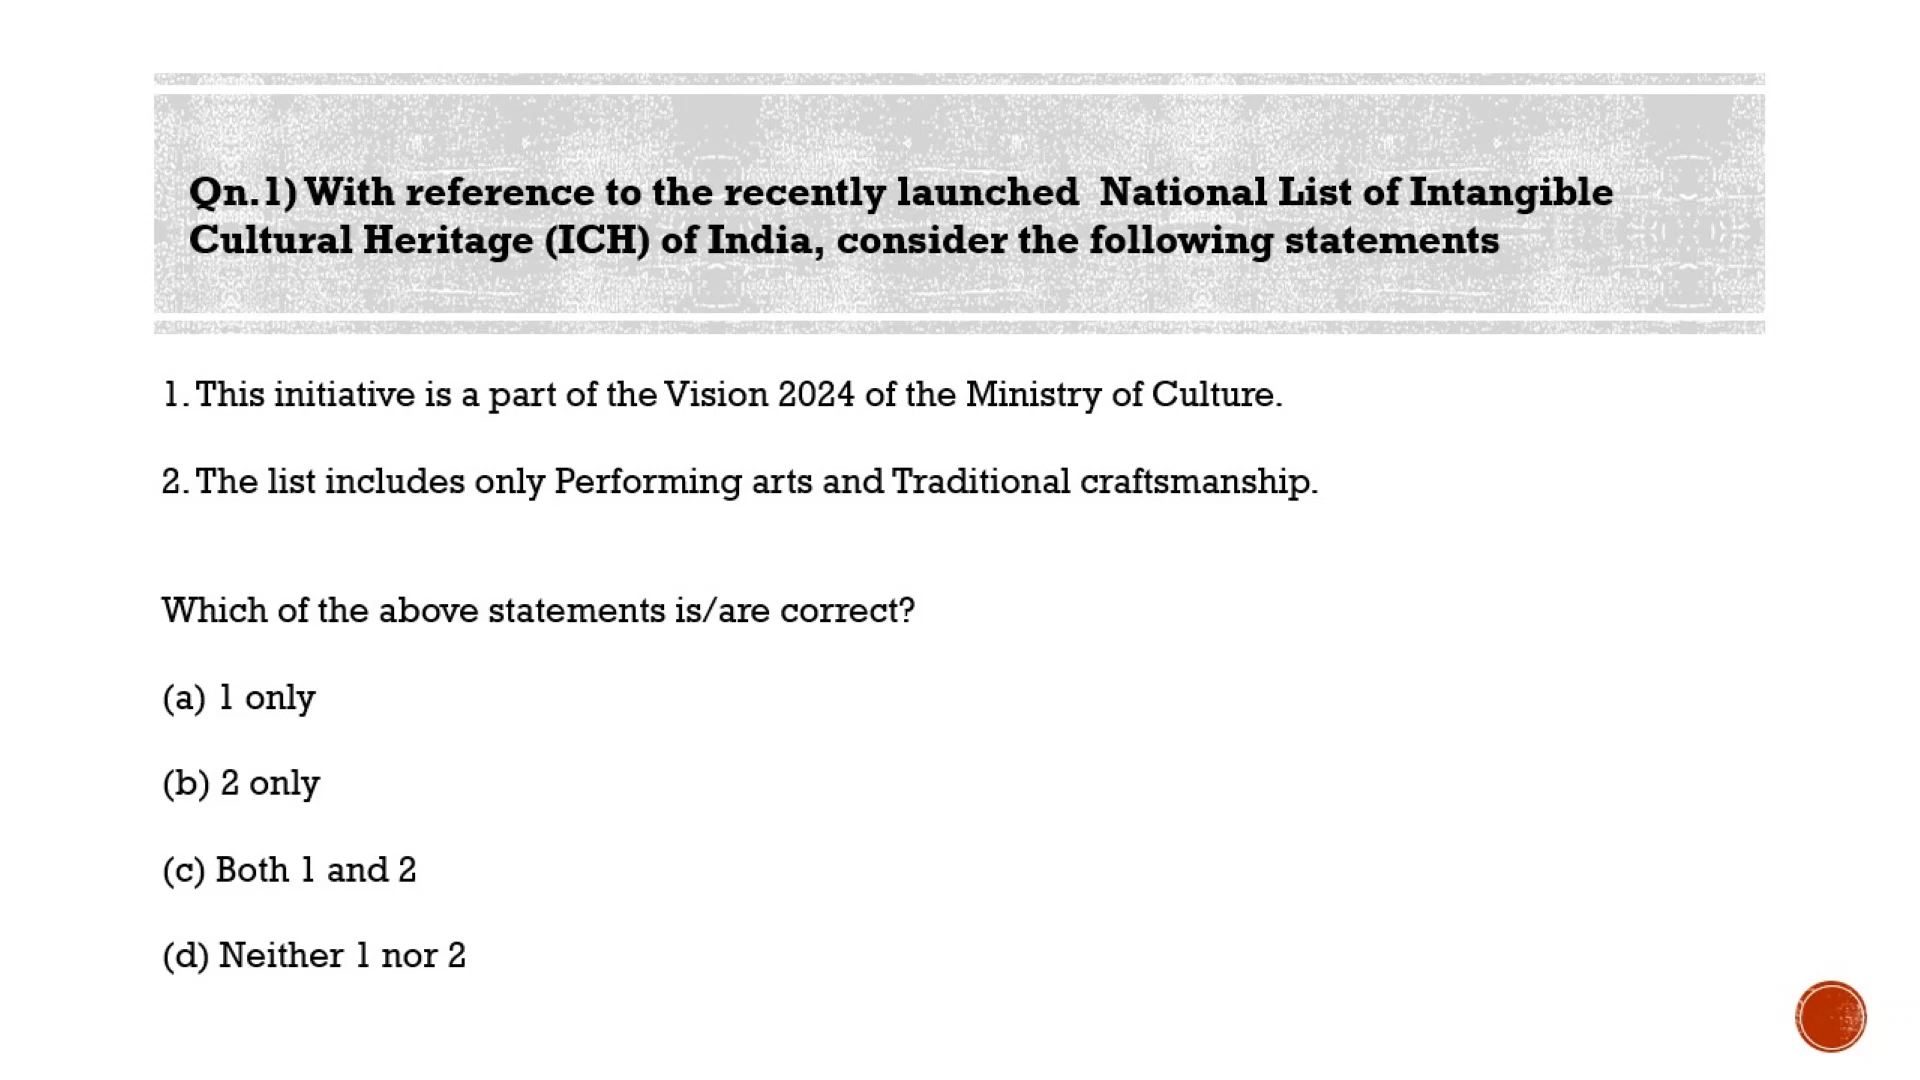 Qn.1) With reference to the recently launched National List of Intangible
Cultural Heritage (ICH) of India, consider the following statements
1. This initiative is a part of the Vision 2024 of the Ministry of Culture.
2. The list includes only Performing arts and Traditional craftsmanship.
Which of the above statements is/are correct?
(a) 1 only
(b) 2 only
(c) Both 1 and 2
(d) Neither 1 nor 2